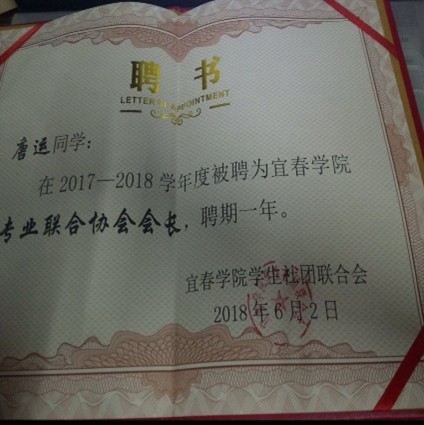 聘书
LETTER OF APPOINTMENT
唐运同学：
在2017—2018学年度被聘为宜春学院
专业联合协会会长，聘期一年。
宜春学院学生社团联合会
2018年6月2日